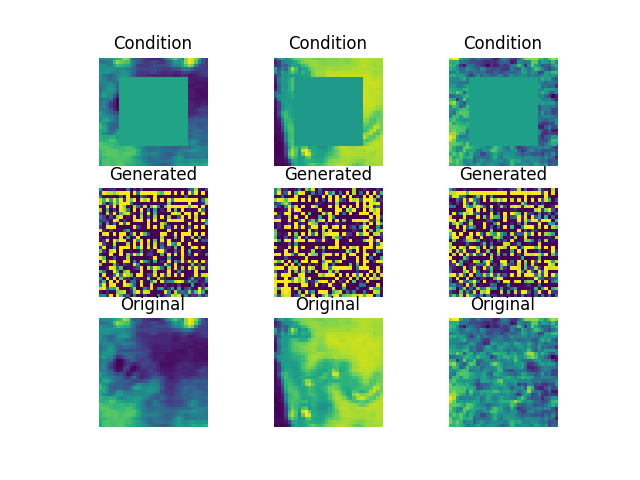 Condition Condition Condition
Generated Generated Generated
Original Original Original